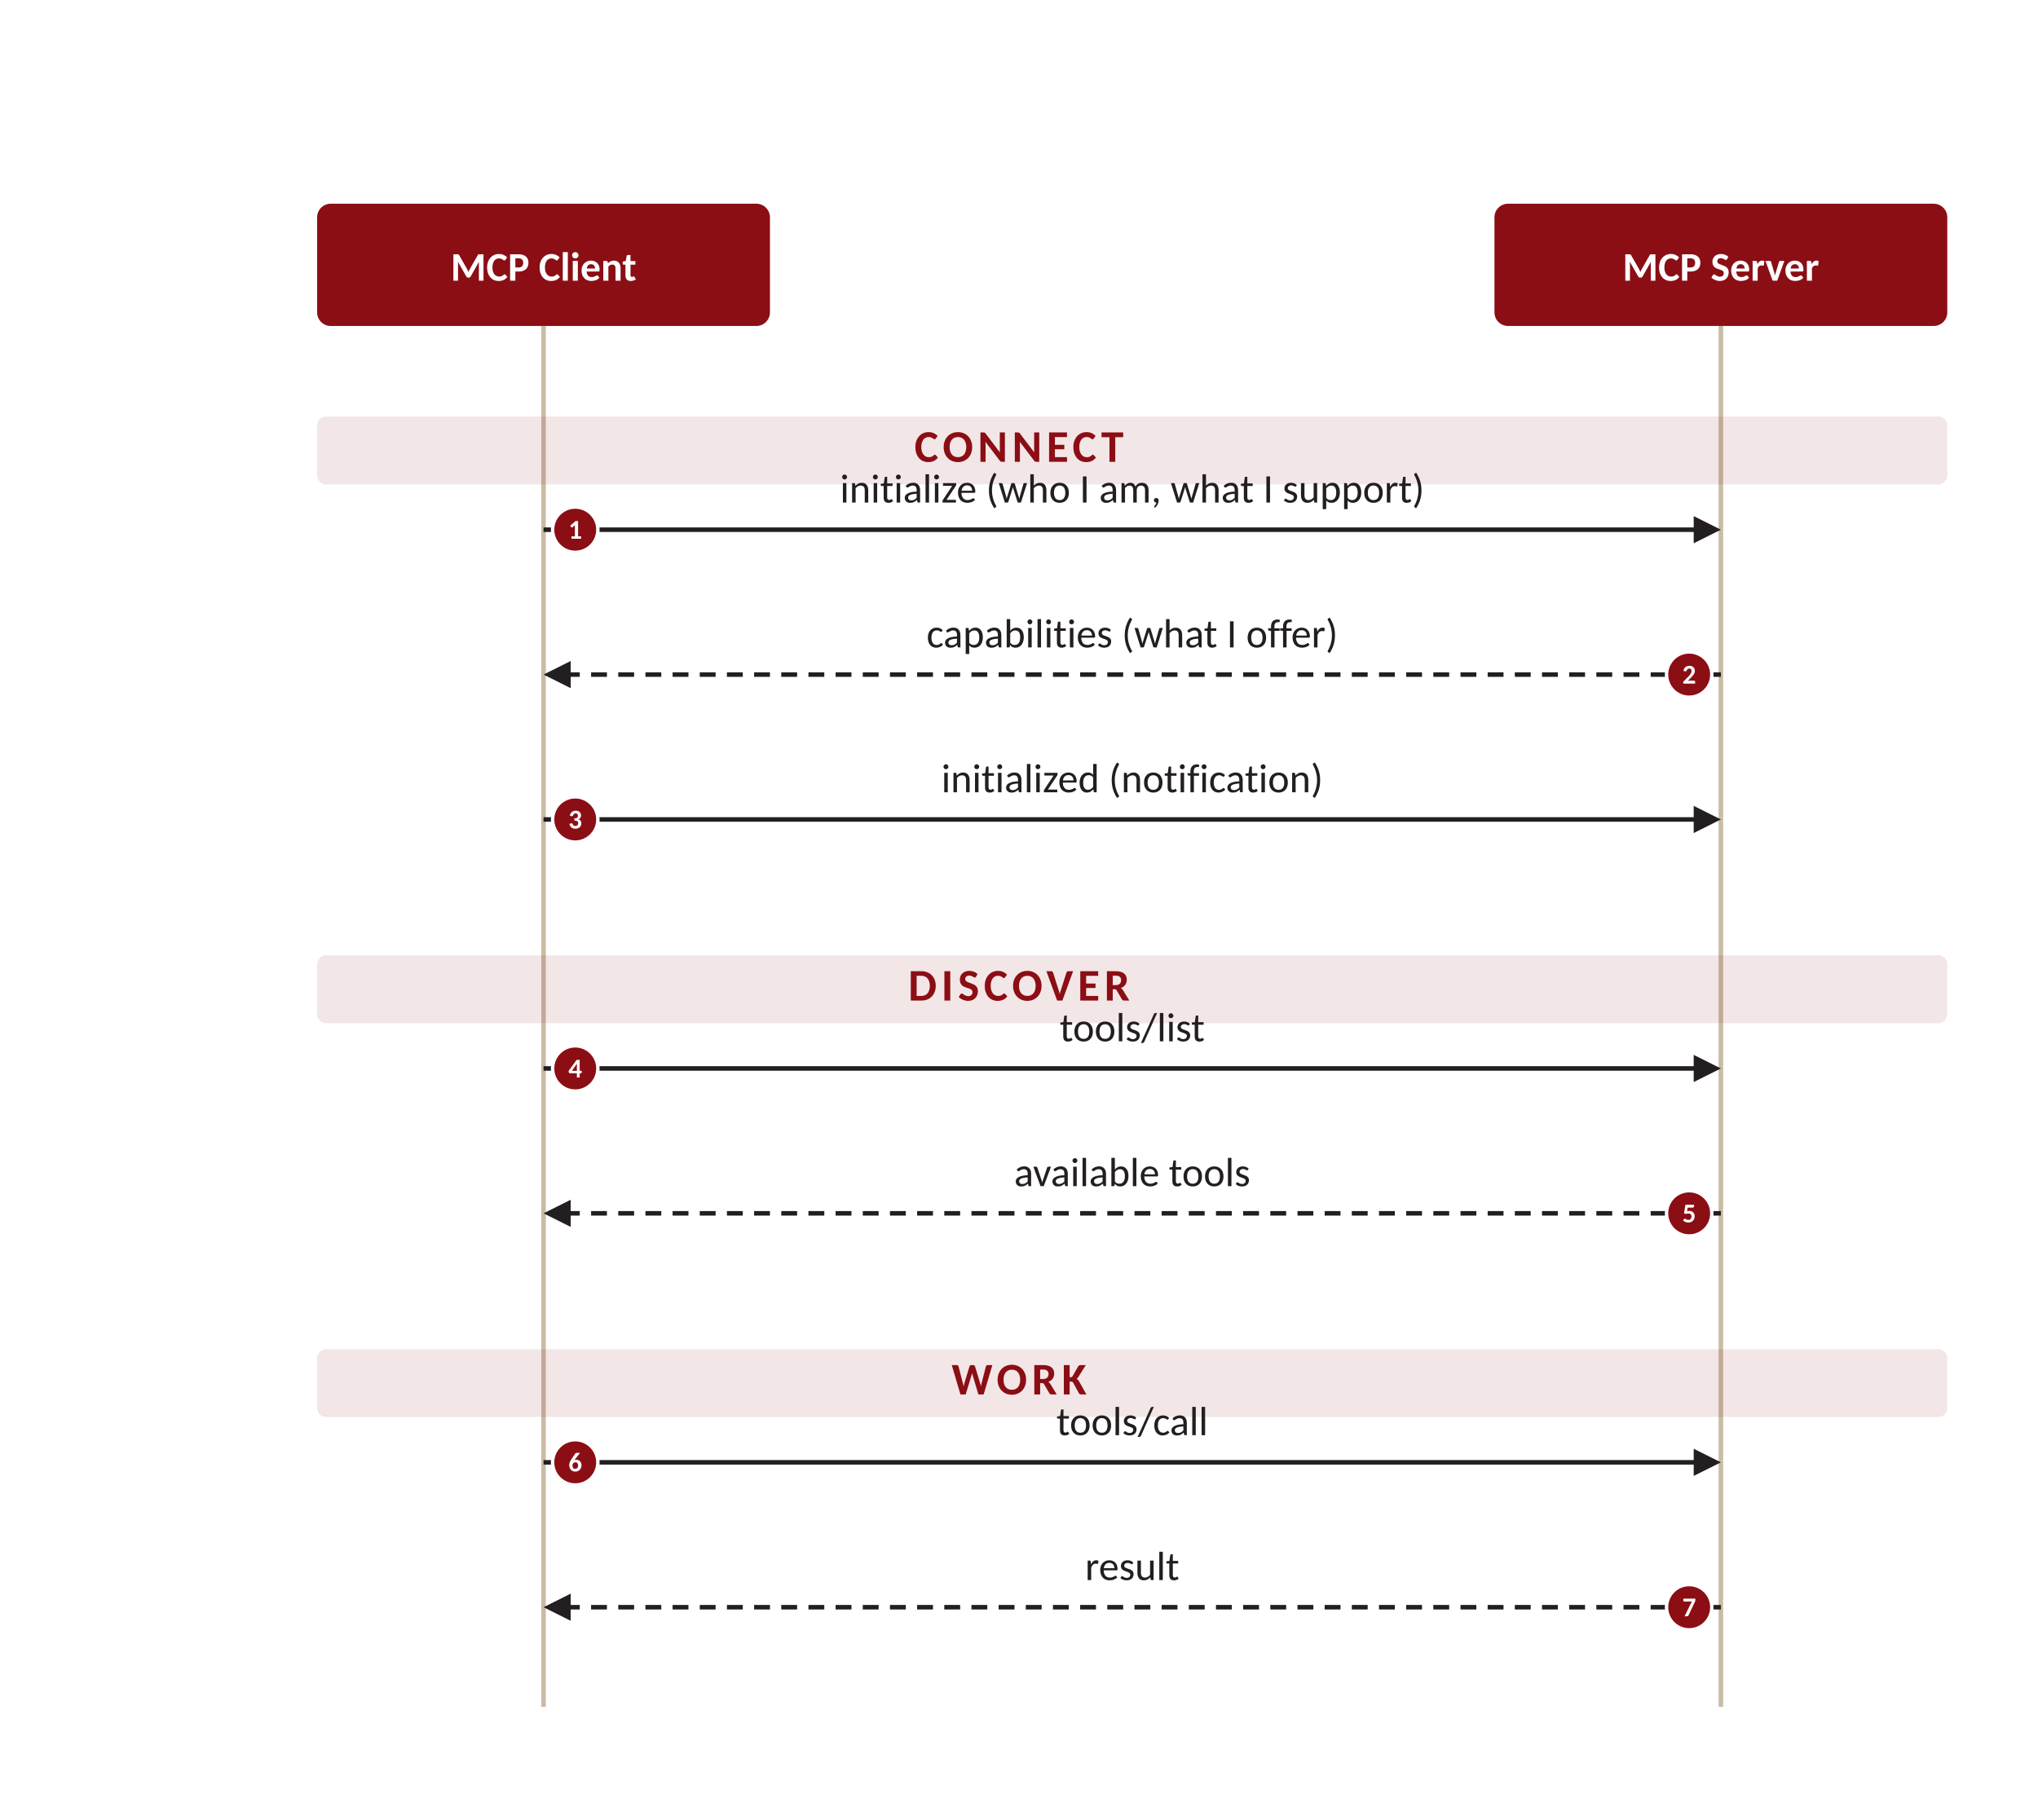 MCP Client
MCP Server
CONNECT
initialize (who I am, what I support)
1
capabilities (what I offer)
2
initialized (notification)
3
DISCOVER
tools/list
4
available tools
5
WORK
tools/call
6
result
7